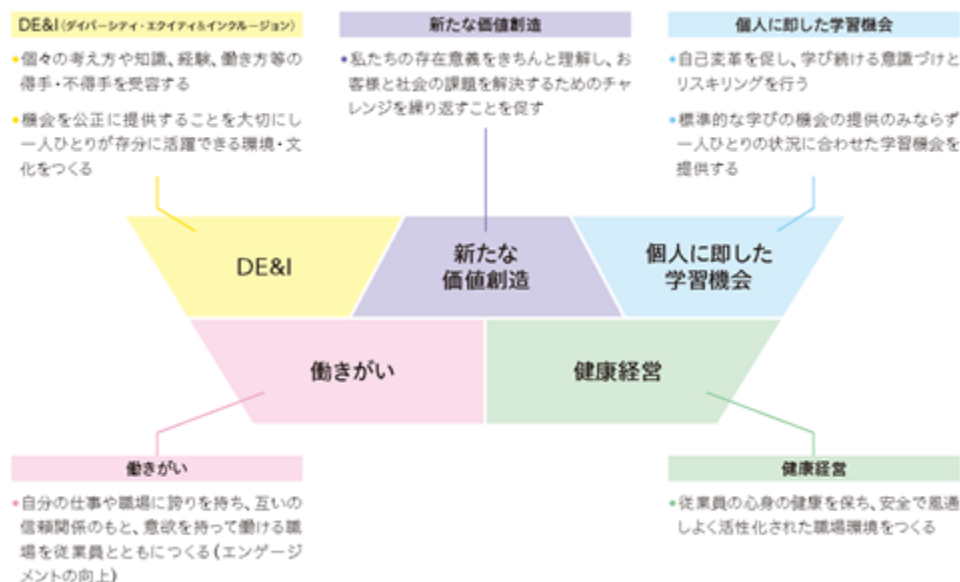 DE&I(ダイバーシティ・エクイティ&インクルージョン)
•個々の考え方や知識、経験、働き方等の
得手・不得手を受容する
•機会を公正に提供することを大切にし
一人ひとりが存分に活躍できる環境・文
化をつくる
新たな価値創造
•私たちの存在意義をきちんと理解し、お
客様と社会の課題を解決するためのチャ
レンジを繰り返すことを促す
個人に即した学習機会
•自己変革を促し、学び続ける意識づけと
リスキリングを行う
•標準的な学びの機会の提供のみならず
一人ひとりの状況に合わせた学習機会を
提供する
DE&I
新たな
価値創造
個人に即した
学習機会
働きがい
健康経営
働きがい
•自分の仕事や職場に誇りを持ち、互いの
信頼関係のもと、意欲を持って働ける職
場を従業員とともにつくる(エンゲージ
メントの向上)
健康経営
•従業員の心身の健康を保ち、安全で風通
しよく活性化された職場環境をつくる